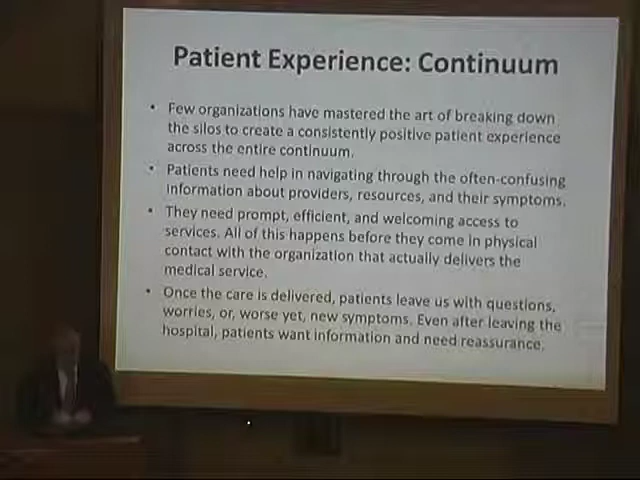 Patient Experience: Continuum
• Few organizations have mastered the art of breaking down
the silos to create a consistently positive patient experience
across the entire continuum.
• Patients need help in navigating through the often-confusing
information about providers, resources, and their symptoms.
• They need prompt, efficient, and welcoming access to
services. All of this happens before they come in physical
contact with the organization that actually delivers the
medical service.
• Once the care is delivered, patients leave us with questions,
worries, or, worse yet, new symptoms. Even after leaving the
hospital, patients want information and need reassurance.